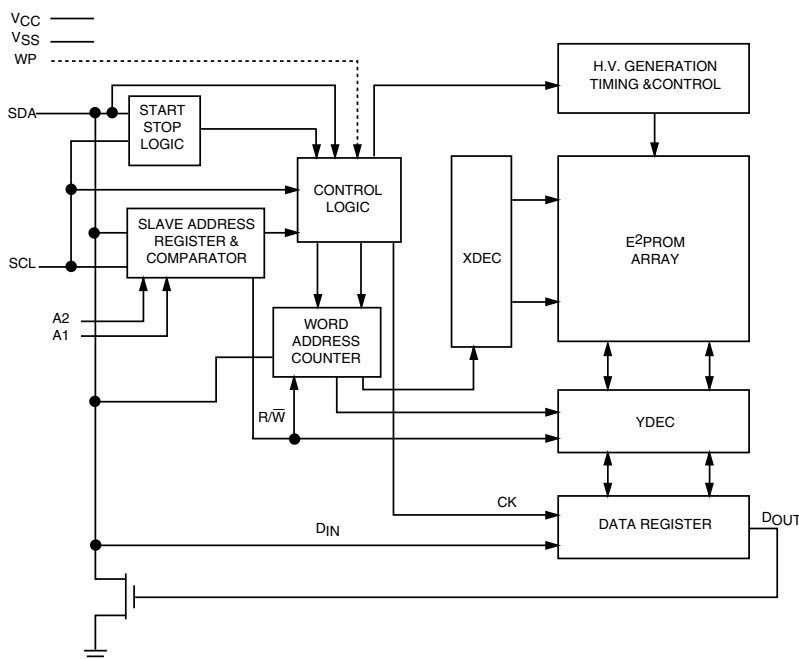 VCC
VSS
WP
SDA
START
STOP
LOGIC
H.V. GENERATION
TIMING &CONTROL
CONTROL
LOGIC
SLAVE ADDRESS
REGISTER &
COMPARATOR
SCL
XDEC
E²PROM
ARRAY
A2
A1
WORD
ADDRESS
COUNTER
R/W̅
YDEC
CK
DIN
DATA REGISTER
DOUT